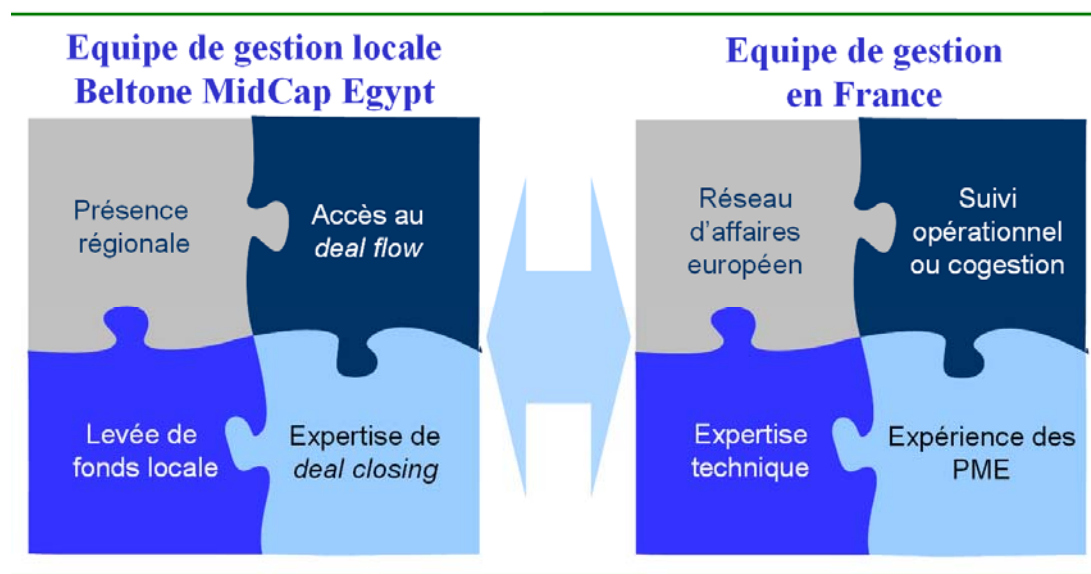 Equipe de gestion locale
Beltone MidCap Egypt
Présence
régionale
Accès au
deal flow
Levée de
fonds locale
Expertise de
deal closing
Equipe de gestion
en France
Réseau
d'affaires
européen
Suivi
opérationnel
ou cogestion
Expertise
technique
Expérience des
PME